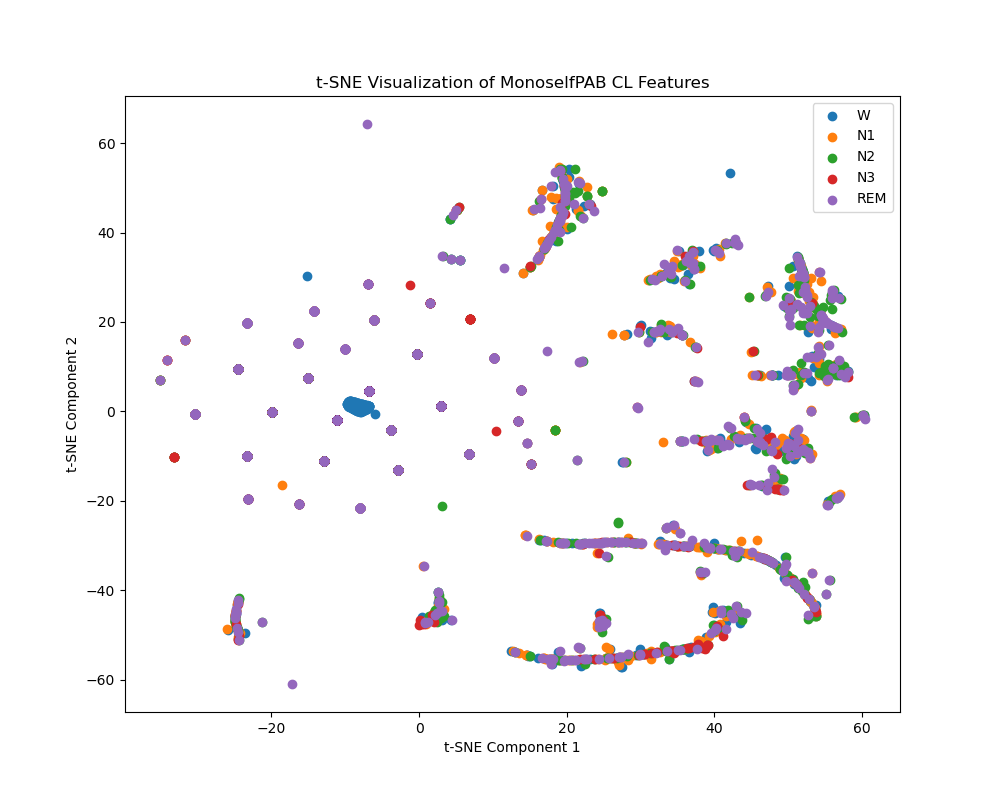 t-SNE Visualization of MonoselfPAB CL Features
W
N1
N2
N3
REM
60
40
20
0
−20
−40
−60
t-SNE Component 2
−20
0
20
40
60
t-SNE Component 1